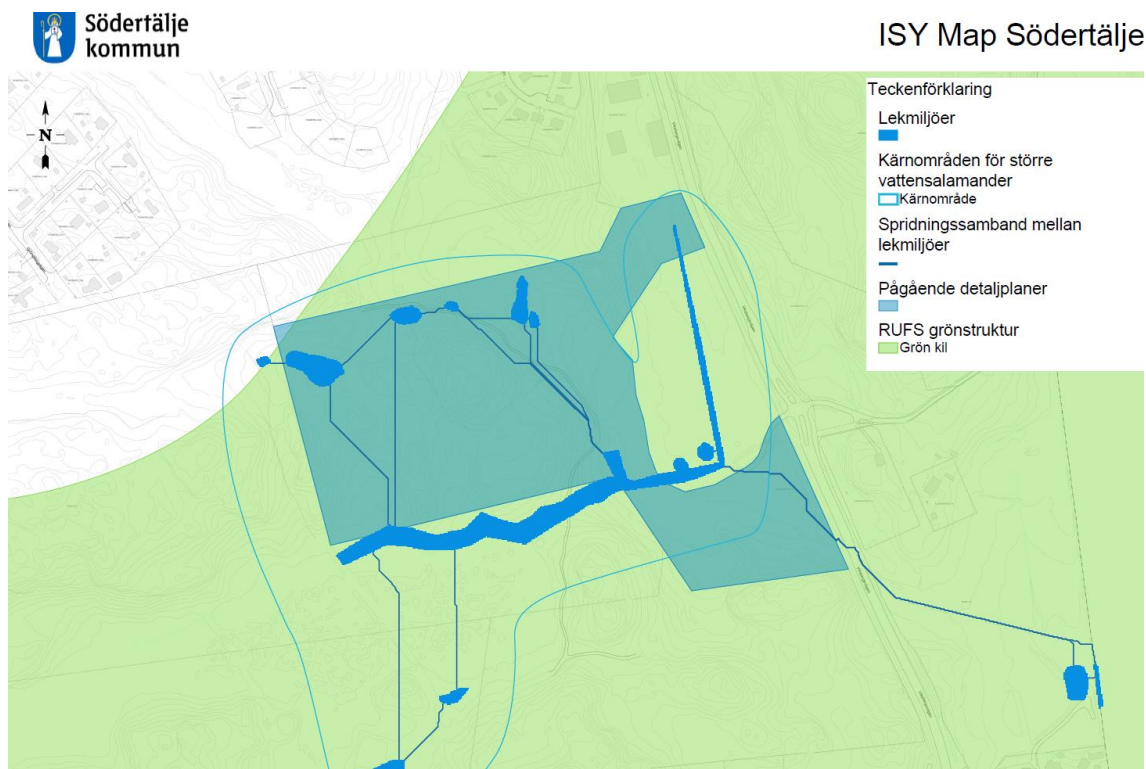 Södertälje
kommun
ISY Map Södertälje
N
Teckenförklaring
Lekmiljöer
Kärnområden för större
vattensalamander
Kärnområde
Spridningssamband mellan
lekmiljöer
Pågående detaljplaner
RUFS grönstruktur
Grön kil